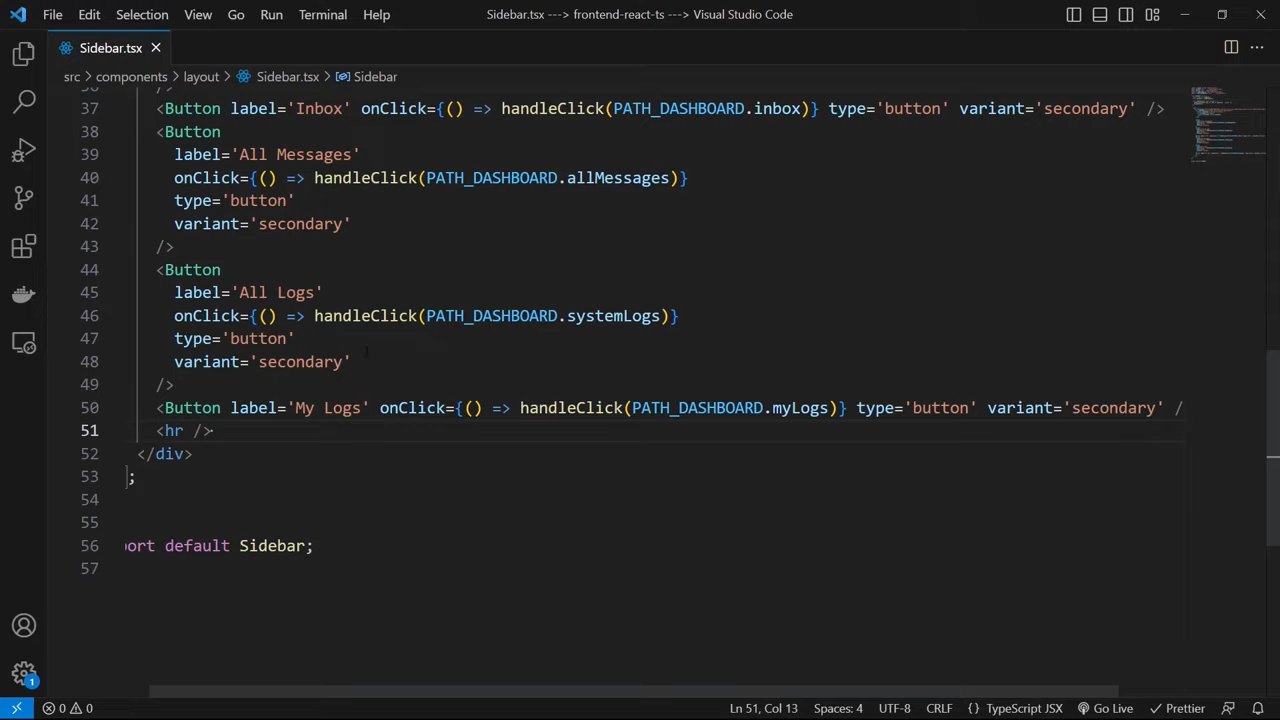 File Edit Selection View Go Run Terminal Help Sidebar.tsx — frontend-react-ts — Visual Studio Code
Sidebar.tsx
src > components > layout > Sidebar.tsx > Sidebar
37 <Button label='Inbox' onClick={() => handleClick(PATH_DASHBOARD.inbox)} type='button' variant='secondary' />
38 <Button
39 label='All Messages'
40 onClick={() => handleClick(PATH_DASHBOARD.allMessages)}
41 type='button'
42 variant='secondary'
43 />
44 <Button
45 label='All Logs'
46 onClick={() => handleClick(PATH_DASHBOARD.systemLogs)}
47 type='button'
48 variant='secondary'
49 />
50 <Button label='My Logs' onClick={() => handleClick(PATH_DASHBOARD.myLogs)} type='button' variant='secondary' /
51 <hr />
52 </div>
53 ;
54
55
56 ort default Sidebar;
57
1
0 0 Ln 51, Col 13 Spaces: 4 UTF-8 CRLF {} TypeScript JSX Go Live Prettier